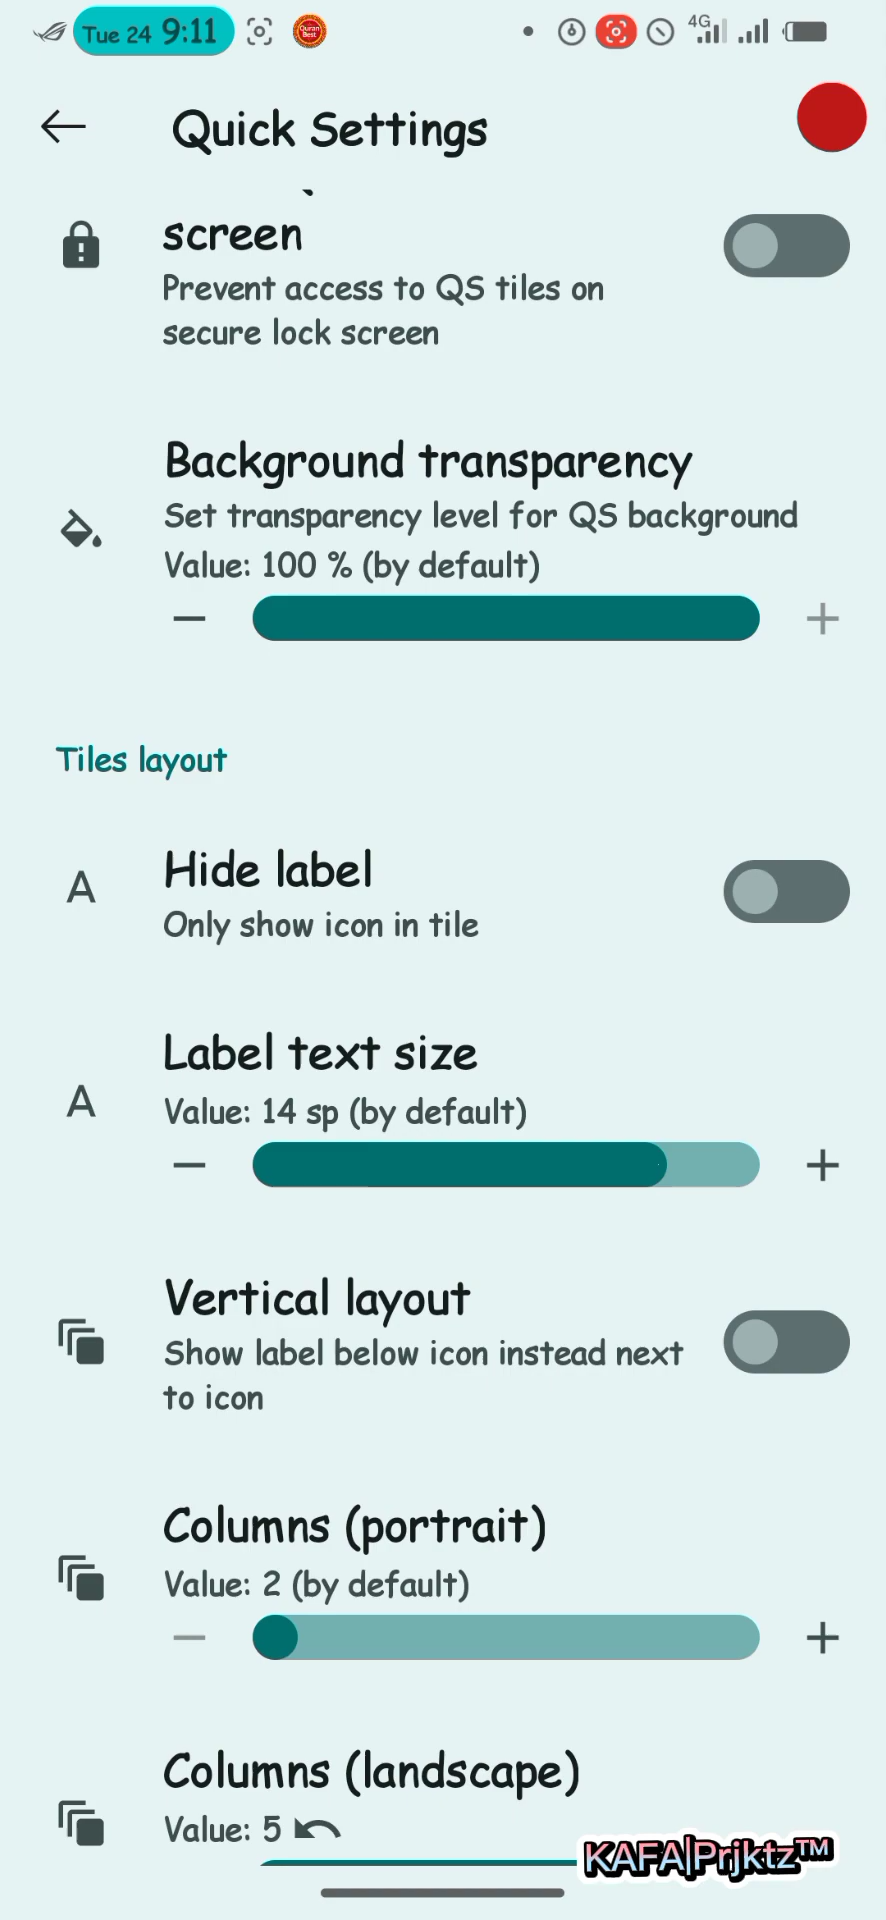 Tue 24 9:11
Quran
Best
4G
Quick Settings
screen
Prevent access to QS tiles on
secure lock screen
Background transparency
Set transparency level for QS background
Value: 100 % (by default)
Tiles layout
A
Hide label
Only show icon in tile
A
Label text size
Value: 14 sp (by default)
Vertical layout
Show label below icon instead next
to icon
Columns (portrait)
Value: 2 (by default)
Columns (landscape)
Value: 5
KAFA|Prjktz™